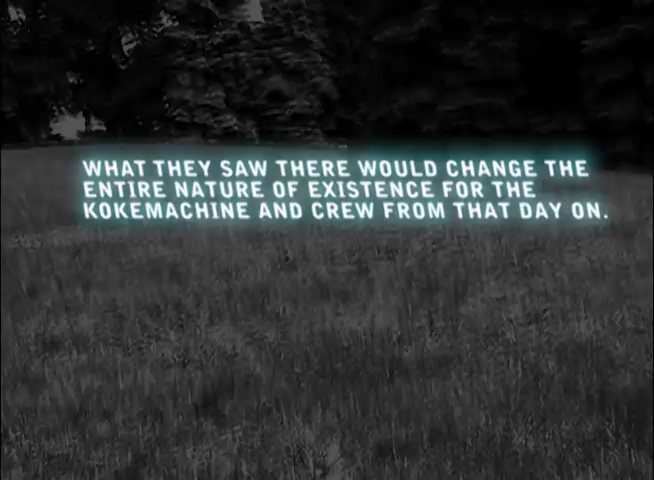 WHAT THEY SAW THERE WOULD CHANGE THE
ENTIRE NATURE OF EXISTENCE FOR THE
KOKEMACHINE AND CREW FROM THAT DAY ON.